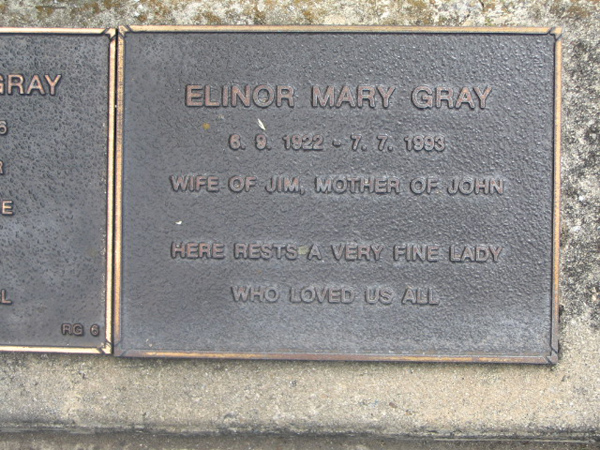 GRAY
6
R
E
L
RG 6
ELINOR MARY GRAY
6. 9. 1922 - 7. 7. 1993
WIFE OF JIM, MOTHER OF JOHN
HERE RESTS A VERY FINE LADY
WHO LOVED US ALL